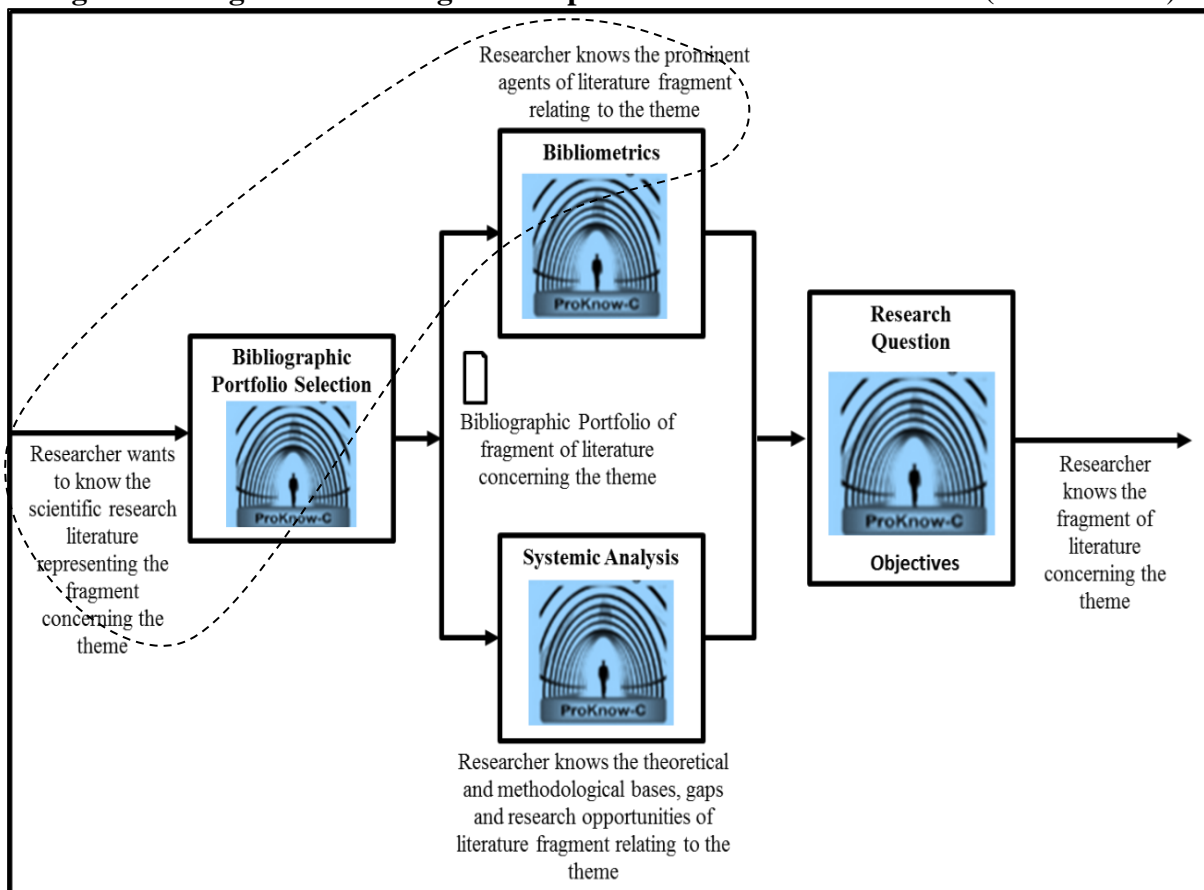 Researcher knows the prominent
agents of literature fragment
relating to the theme
Bibliometrics
ProKnow-C
Bibliographic
Portfolio Selection
ProKnow-C
Researcher wants
to know the
scientific research
literature
representing the
fragment
concerning the
theme
Bibliographic Portfolio of
fragment of literature
concerning the theme
Systemic Analysis
ProKnow-C
Researcher knows the theoretical
and methodological bases, gaps
and research opportunities of
literature fragment relating to the
theme
Research
Question
ProKnow-C
Objectives
Researcher
knows the
fragment of
literature
concerning the
theme